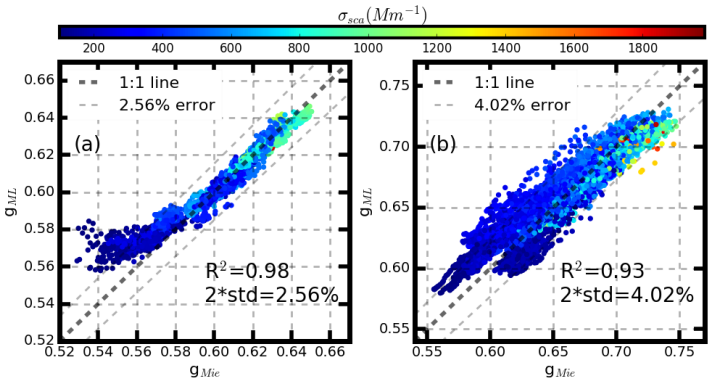 σsca(Mm⁻¹)
200 400 600 800 1000 1200 1400 1600 1800
0.66
0.64
0.62
0.60
0.58
0.56
0.54
0.52
gML
1:1 line
2.56% error
(a)
R²=0.98
2*std=2.56%
0.52 0.54 0.56 0.58 0.60 0.62 0.64 0.66
gMie
0.75
0.70
0.65
0.60
0.55
gML
1:1 line
4.02% error
(b)
R²=0.93
2*std=4.02%
0.55 0.60 0.65 0.70 0.75
gMie